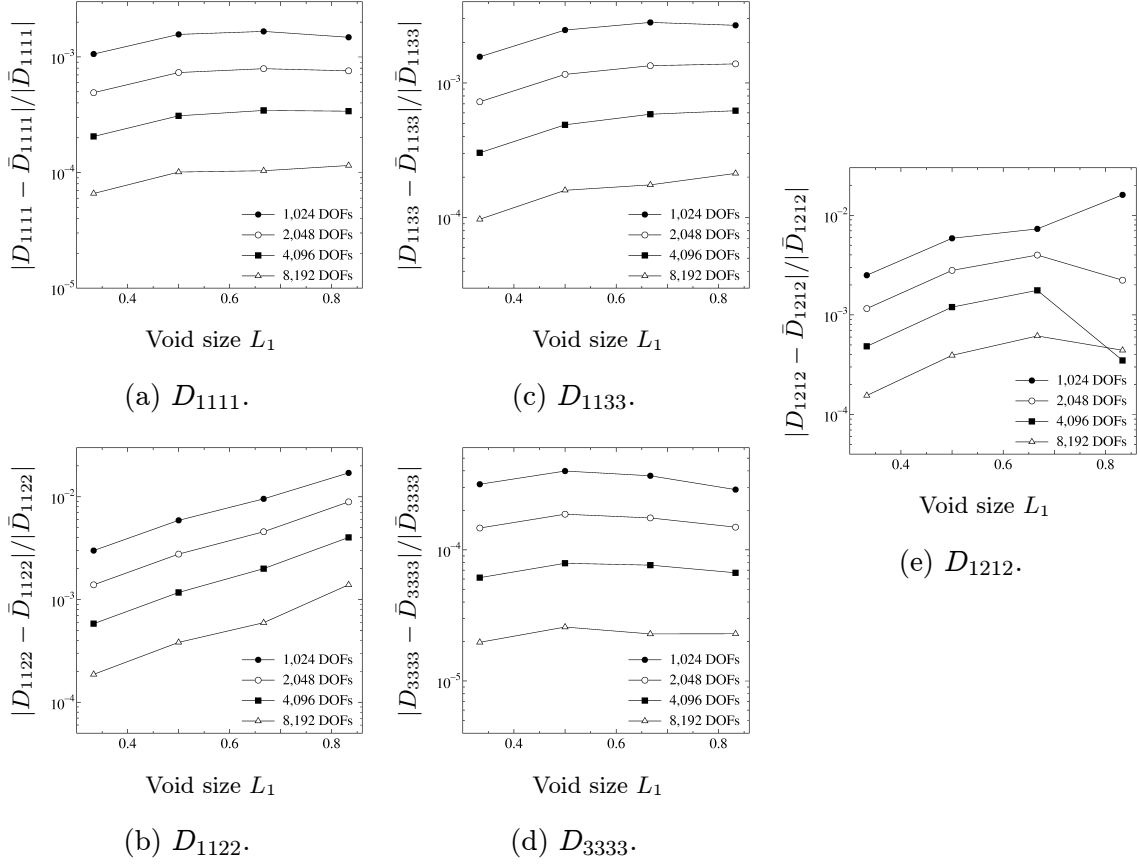 |D₁₁₁₁ − D̄₁₁₁₁|/|D̄₁₁₁₁|
10⁻³
10⁻⁴
10⁻⁵
1,024 DOFs
2,048 DOFs
4,096 DOFs
8,192 DOFs
0.4 0.6 0.8
Void size L₁
(a) D₁₁₁₁.
|D₁₁₂₂ − D̄₁₁₂₂|/|D̄₁₁₂₂|
10⁻²
10⁻³
10⁻⁴
1,024 DOFs
2,048 DOFs
4,096 DOFs
8,192 DOFs
0.4 0.6 0.8
Void size L₁
(b) D₁₁₂₂.
|D₁₁₃₃ − D̄₁₁₃₃|/|D̄₁₁₃₃|
10⁻³
10⁻⁴
1,024 DOFs
2,048 DOFs
4,096 DOFs
8,192 DOFs
0.4 0.6 0.8
Void size L₁
(c) D₁₁₃₃.
|D₃₃₃₃ − D̄₃₃₃₃|/|D̄₃₃₃₃|
10⁻⁴
10⁻⁵
1,024 DOFs
2,048 DOFs
4,096 DOFs
8,192 DOFs
0.4 0.6 0.8
Void size L₁
(d) D₃₃₃₃.
|D₁₂₁₂ − D̄₁₂₁₂|/|D̄₁₂₁₂|
10⁻²
10⁻³
10⁻⁴
1,024 DOFs
2,048 DOFs
4,096 DOFs
8,192 DOFs
0.4 0.6 0.8
Void size L₁
(e) D₁₂₁₂.